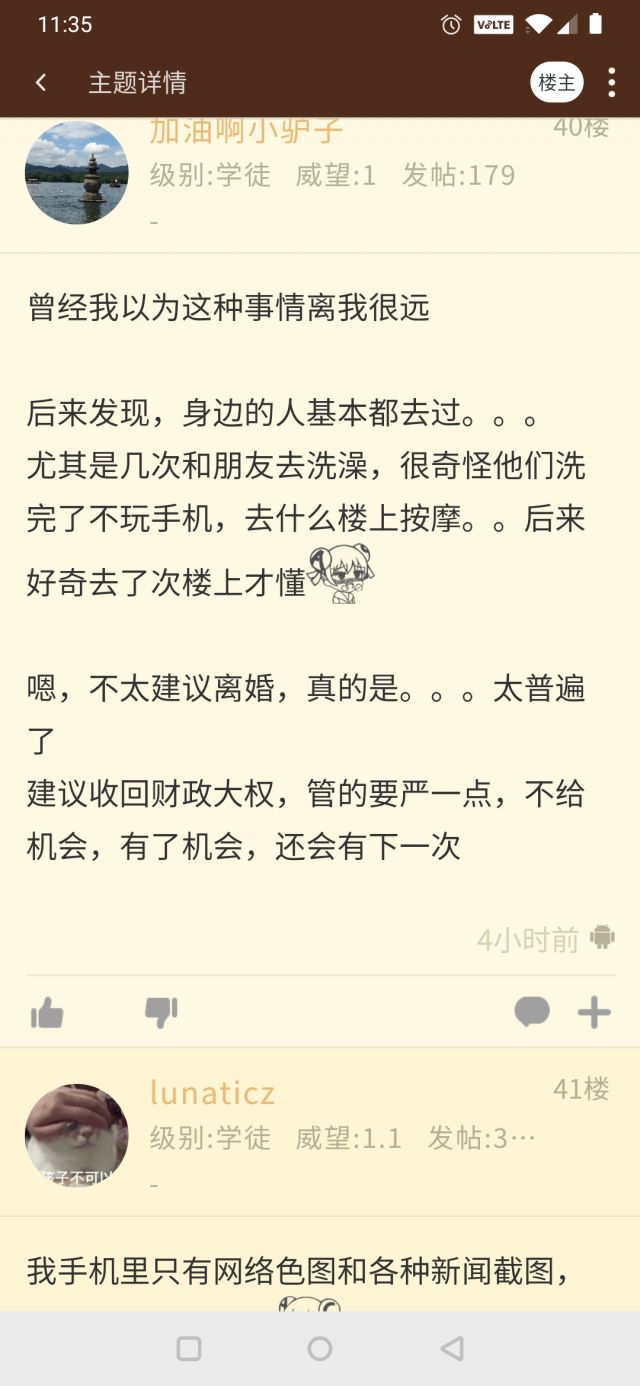 11:35
VoLTE
主题详情
楼主
加油啊小驴子
40楼
级别:学徒 威望:1 发帖:179
-
曾经我以为这种事情离我很远
后来发现，身边的人基本都去过。。。
尤其是几次和朋友去洗澡，很奇怪他们洗
完了不玩手机，去什么楼上按摩。。后来
好奇去了次楼上才懂
嗯，不太建议离婚，真的是。。。太普遍
了
建议收回财政大权，管的要严一点，不给
机会，有了机会，还会有下一次
4小时前
lunaticz
41楼
级别:学徒 威望:1.1 发帖:3…
孩子不可以
-
我手机里只有网络色图和各种新闻截图，